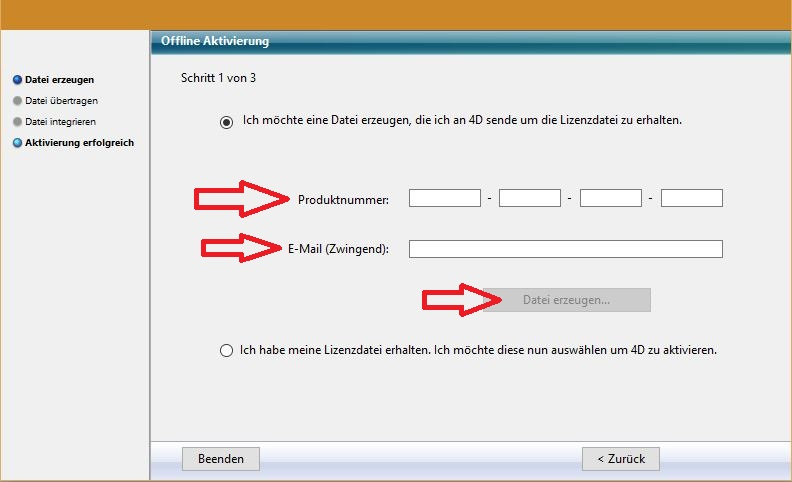 Offline Aktivierung
Datei erzeugen
Datei übertragen
Datei integrieren
Aktivierung erfolgreich
Schritt 1 von 3
Ich möchte eine Datei erzeugen, die ich an 4D sende um die Lizenzdatei zu erhalten.
Produktnummer: - - -
E-Mail (Zwingend):
Datei erzeugen...
Ich habe meine Lizenzdatei erhalten. Ich möchte diese nun auswählen um 4D zu aktivieren.
Beenden
< Zurück